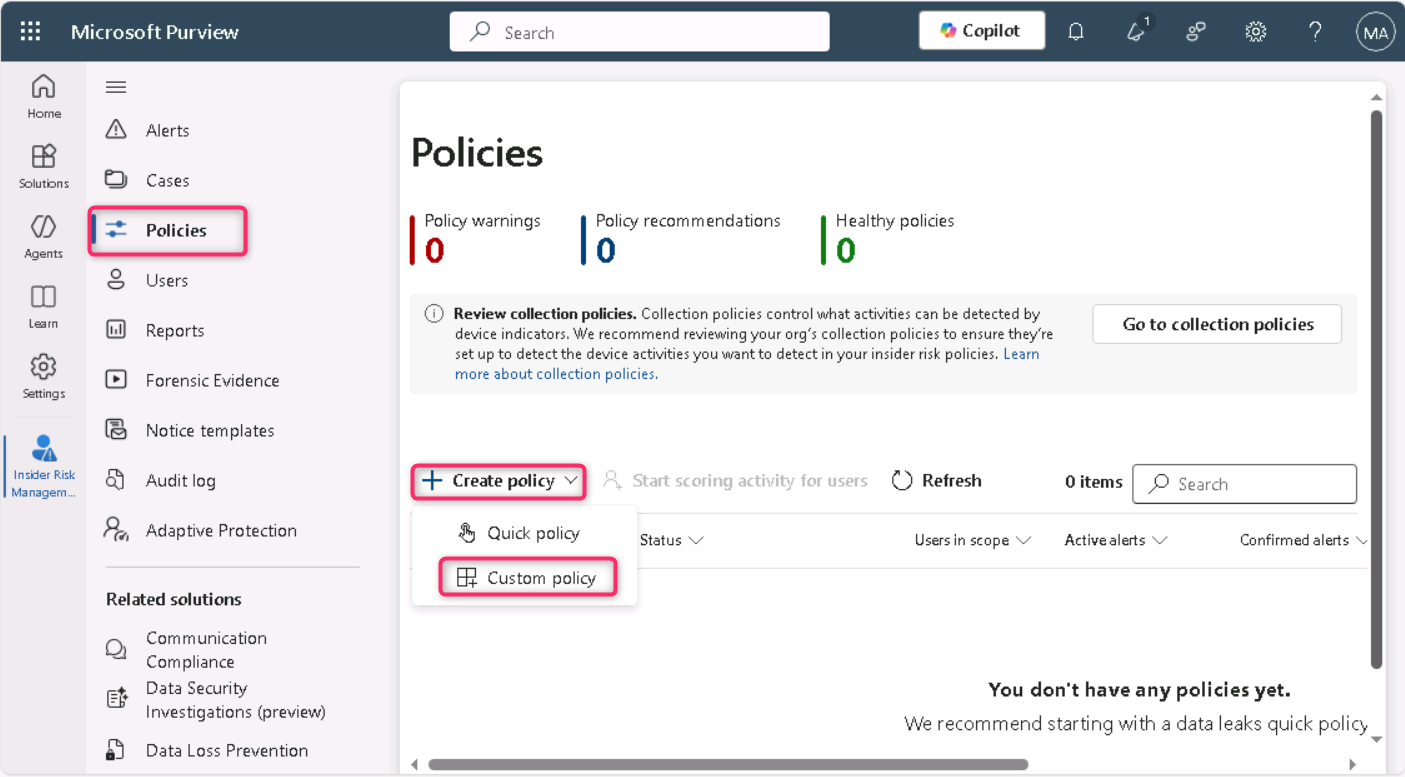 Microsoft Purview
Search
Copilot
1
MA
Home
Solutions
Agents
Learn
Settings
Insider Risk
Managem...
Alerts
Cases
Policies
Users
Reports
Forensic Evidence
Notice templates
Audit log
Adaptive Protection
Related solutions
Communication
Compliance
Data Security
Investigations (preview)
Data Loss Prevention
Policies
Policy warnings
0
Policy recommendations
0
Healthy policies
0
Review collection policies. Collection policies control what activities can be detected by
device indicators. We recommend reviewing your org's collection policies to ensure they're
set up to detect the device activities you want to detect in your insider risk policies. Learn
more about collection policies.
Go to collection policies
Create policy
Start scoring activity for users
Refresh
0 items
Search
Quick policy
Custom policy
Status
Users in scope
Active alerts
Confirmed alerts
You don't have any policies yet.
We recommend starting with a data leaks quick policy